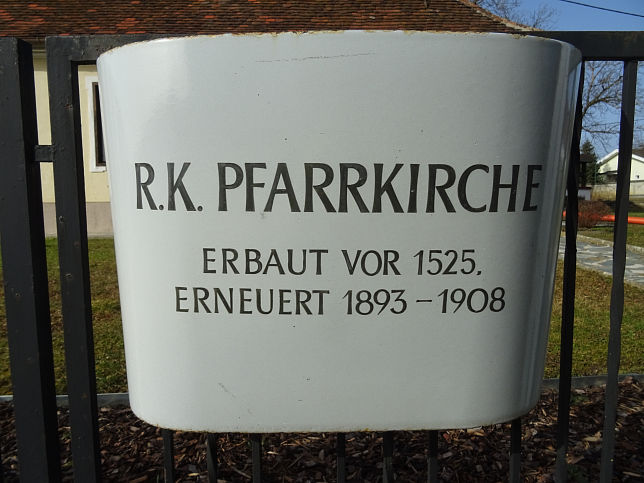 R.K. PFARRKIRCHE
ERBAUT VOR 1525.
ERNEUERT 1893 – 1908